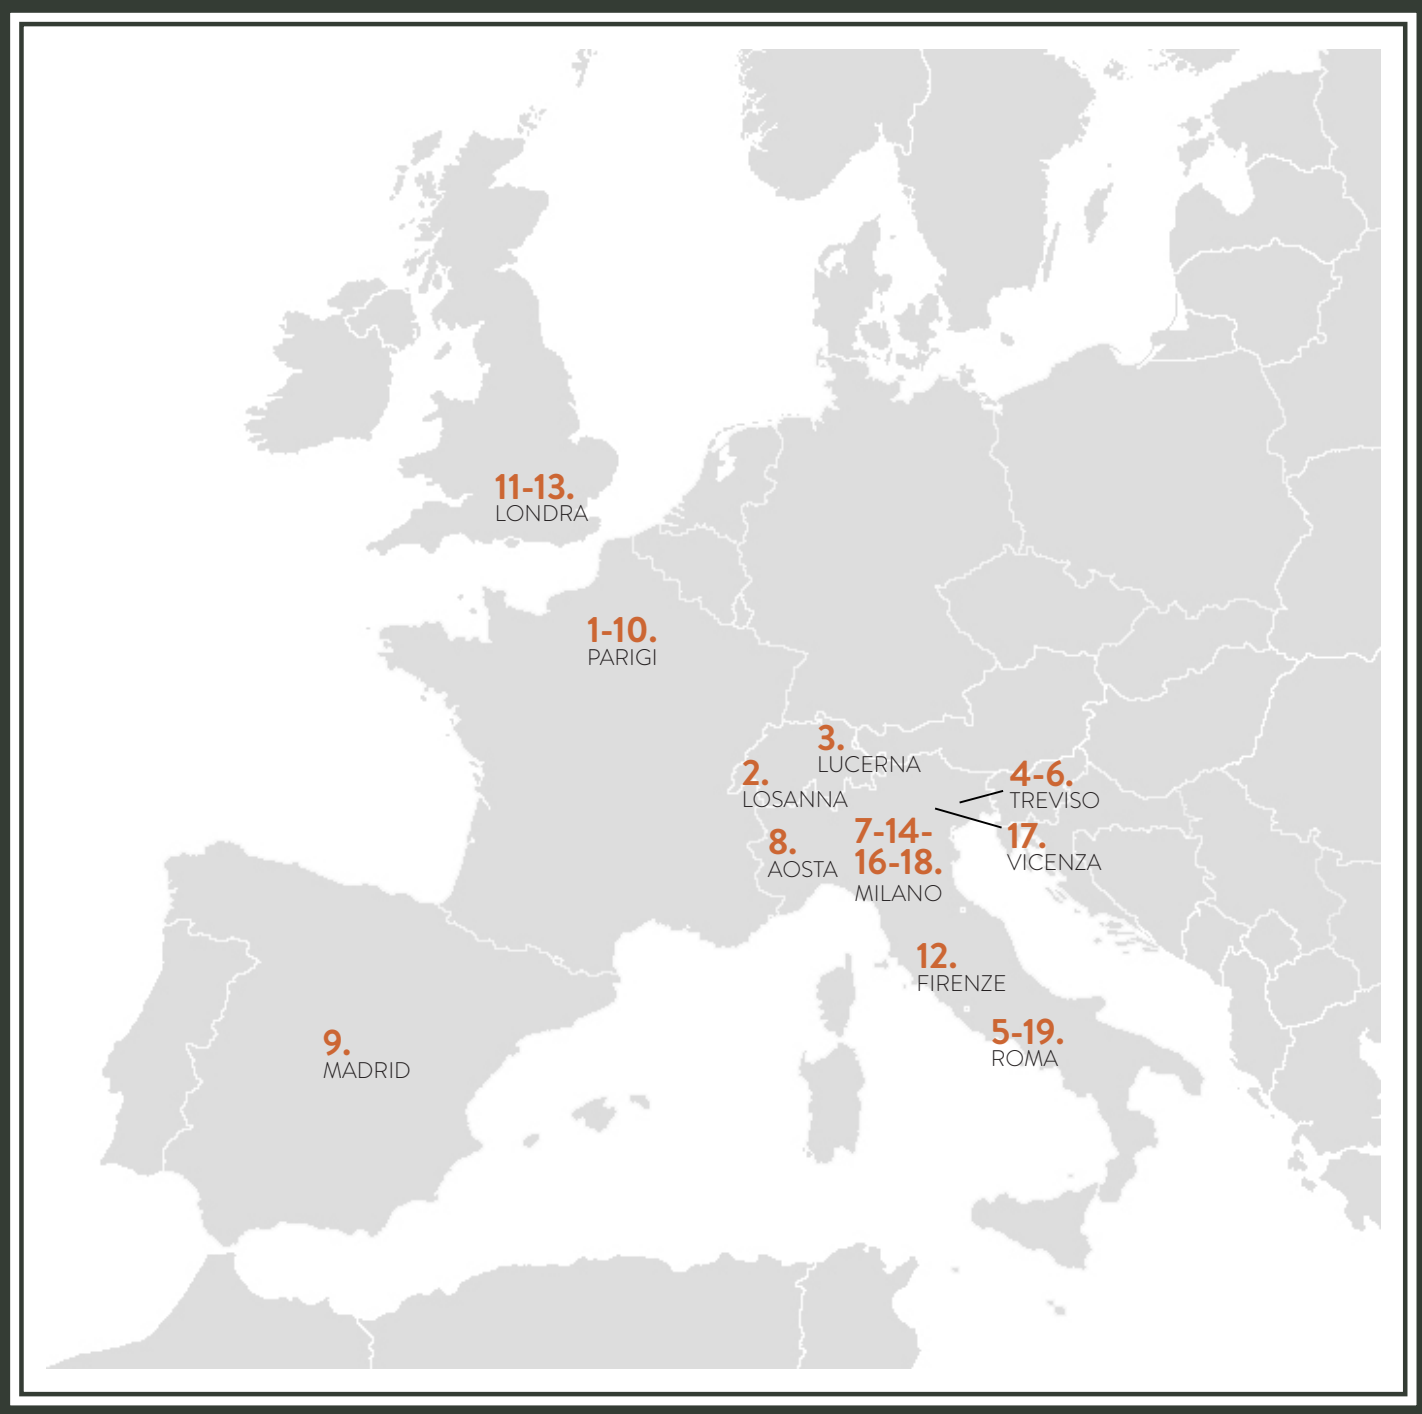 11-13.
LONDRA
1-10.
PARIGI
3.
LUCERNA
2.
LOSANNA
4-6.
TREVISO
17.
VICENZA
8.
AOSTA
7-14-
16-18.
MILANO
12.
FIRENZE
5-19.
ROMA
9.
MADRID